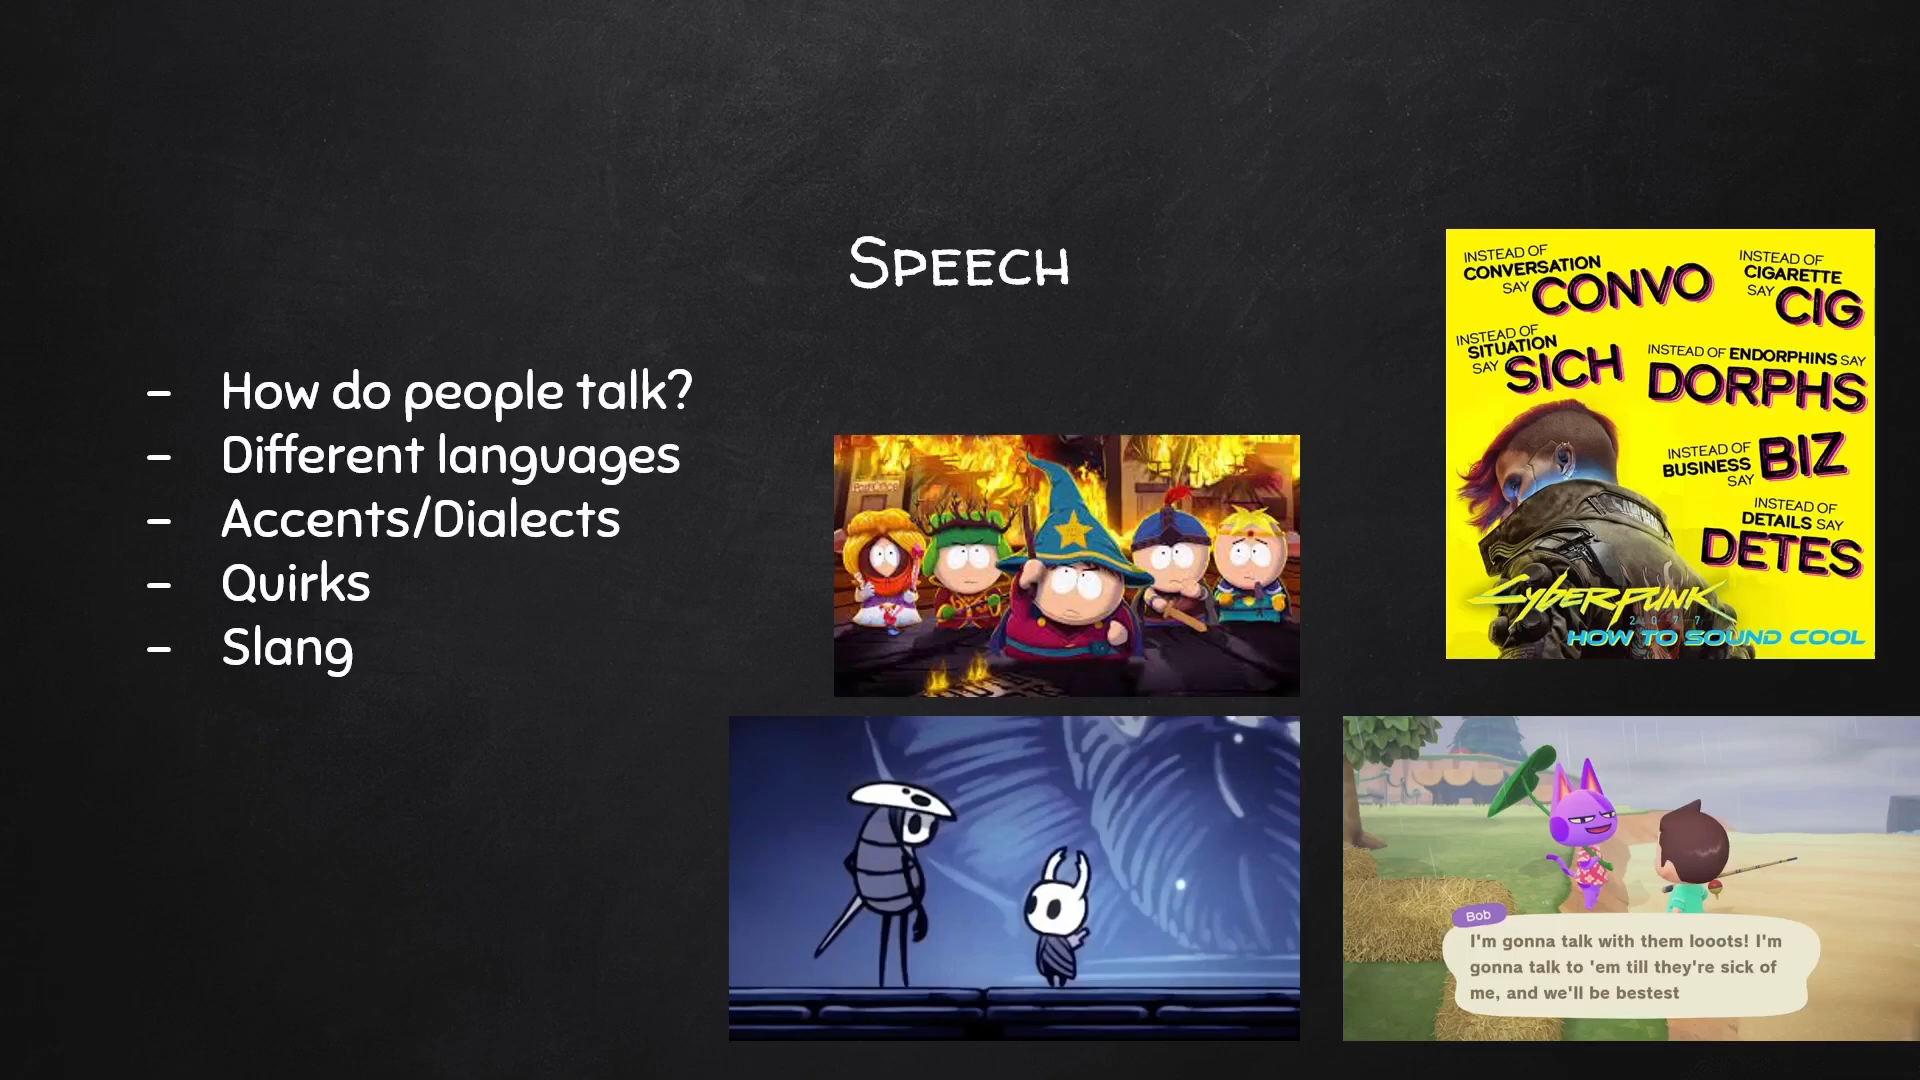 Speech
- How do people talk?
- Different languages
- Accents/Dialects
- Quirks
- Slang
INSTEAD OF
CONVERSATION
SAY CONVO
INSTEAD OF
CIGARETTE
SAY CIG
INSTEAD OF
SITUATION
SAY SICH
INSTEAD OF ENDORPHINS SAY
DORPHS
INSTEAD OF
BUSINESS
SAY BIZ
INSTEAD OF
DETAILS SAY
DETES
Cyberpunk
2077
HOW TO SOUND COOL
Bob
I'm gonna talk with them looots! I'm
gonna talk to 'em till they're sick of
me, and we'll be bestest